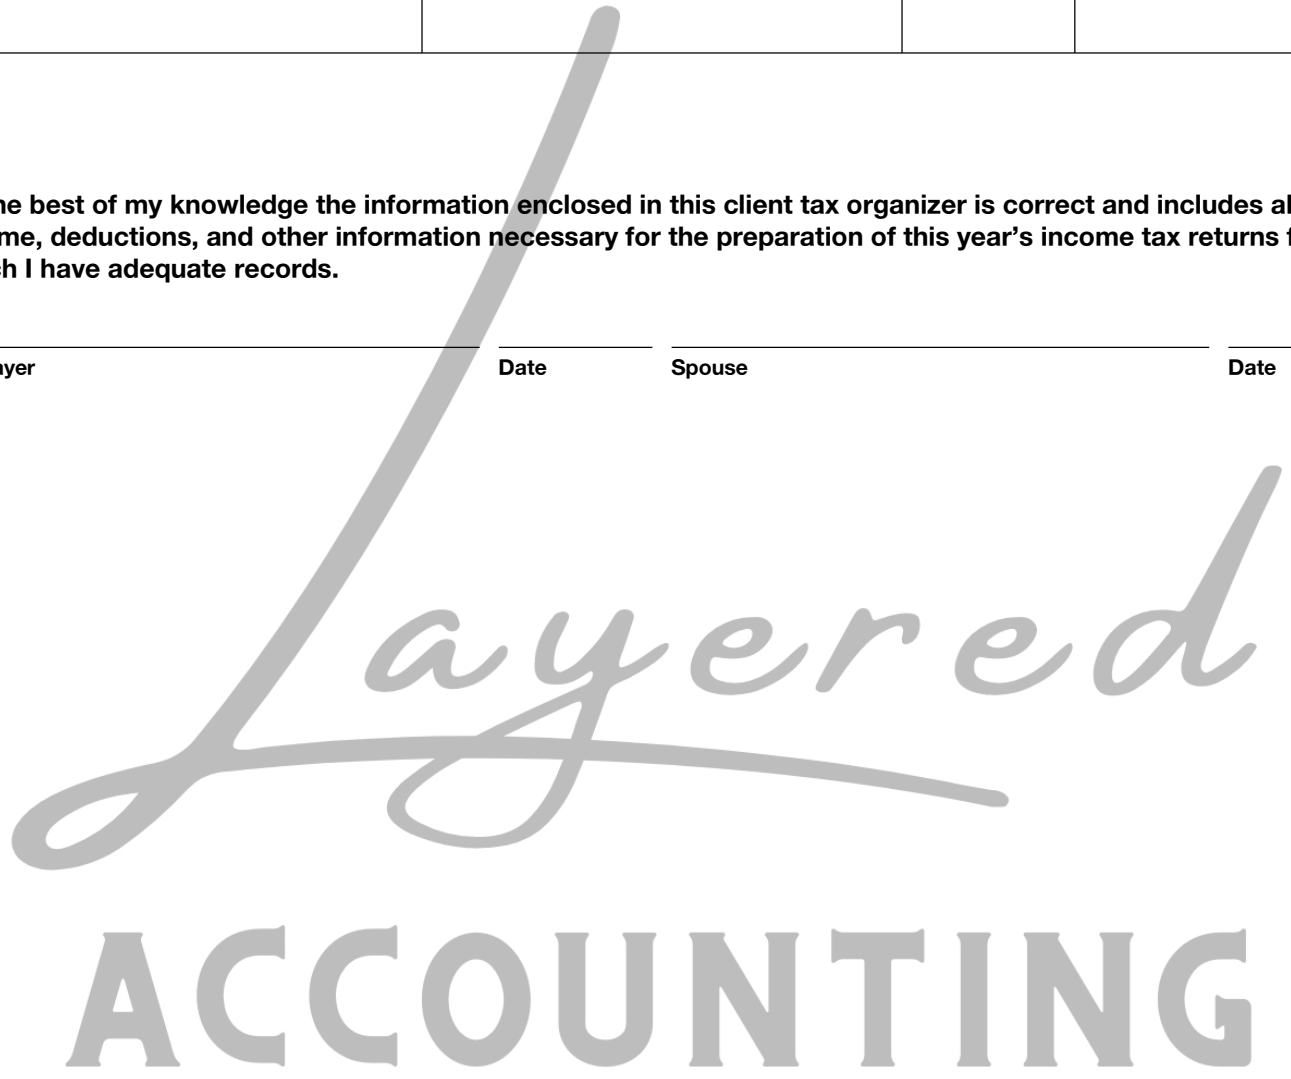 he best of my knowledge the information enclosed in this client tax organizer is correct and includes al
me, deductions, and other information necessary for the preparation of this year’s income tax returns f
ch I have adequate records.
ayer Date Spouse Date
Layered
ACCOUNTING